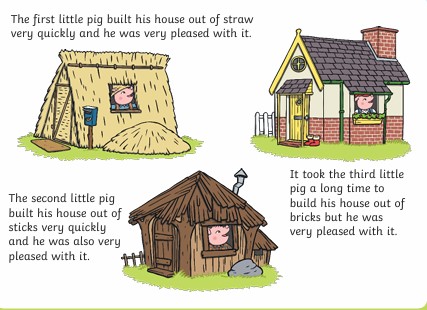 The first little pig built his house out of straw
very quickly and he was very pleased with it.
The second little pig
built his house out of
sticks very quickly
and he was also very
pleased with it.
It took the third little
pig a long time to
build his house out of
bricks but he was
very pleased with it.